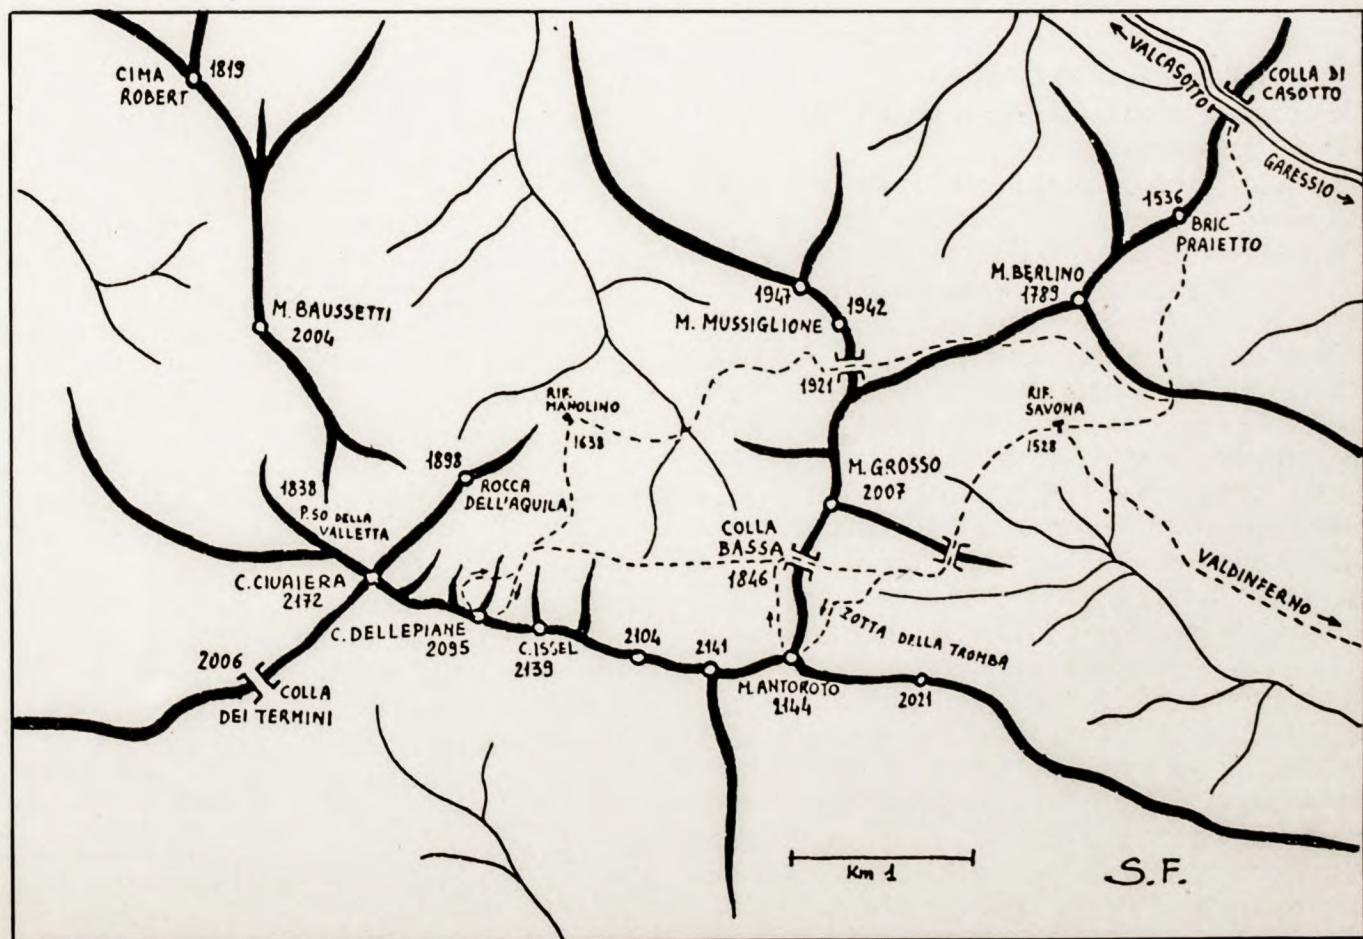 CIMA
ROBERT
1819
VALCASOTTO
COLLA DI
CASOTTO
GARESSIO
1536
BRIC
PRAIETTO
M. BERLINO
1789
1947
1942
M. MUSSIGLIONE
1921
M. BAUSSETTI
2004
RIF.
MANOLINO
1638
RIF.
SAVONA
1528
1898
ROCCA
DELL'AQUILA
1838
P.SO DELLA
VALLETTA
M. GROSSO
2007
COLLA
BASSA
1846
VALDINFERNO
C. CIUAIERA
2172
C. DELLEPIANE
2095
C. ISSEL
2139
2104
2141
ZOTTA DELLA TROMBA
M. ANTOROTO
2144
2021
2006
COLLA
DEI TERMINI
Km 1
S.F.